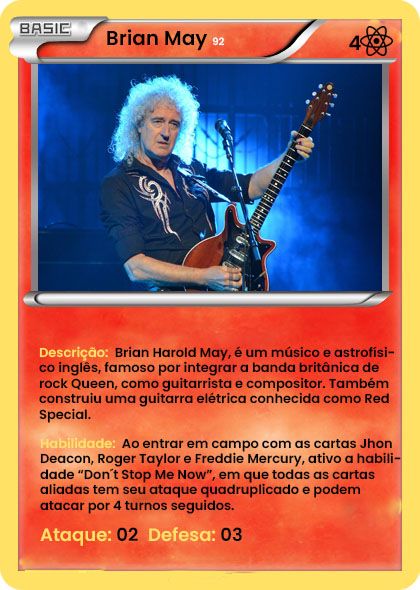 BASIC
Brian May 92
4
Descrição: Brian Harold May, é um músico e astrofísi-
co inglês, famoso por integrar a banda britânica de
rock Queen, como guitarrista e compositor. Também
construiu uma guitarra elétrica conhecida como Red
Special.
Habilidade: Ao entrar em campo com as cartas Jhon
Deacon, Roger Taylor e Freddie Mercury, ativo a habili-
dade “Don´t Stop Me Now”, em que todas as cartas
aliadas tem seu ataque quadruplicado e podem
atacar por 4 turnos seguidos.
Ataque: 02 Defesa: 03